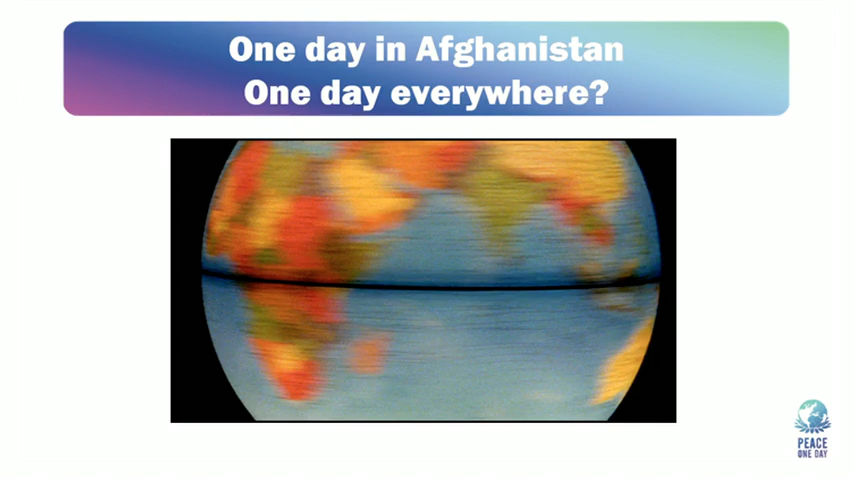 One day in Afghanistan
One day everywhere?
PEACE
ONE DAY